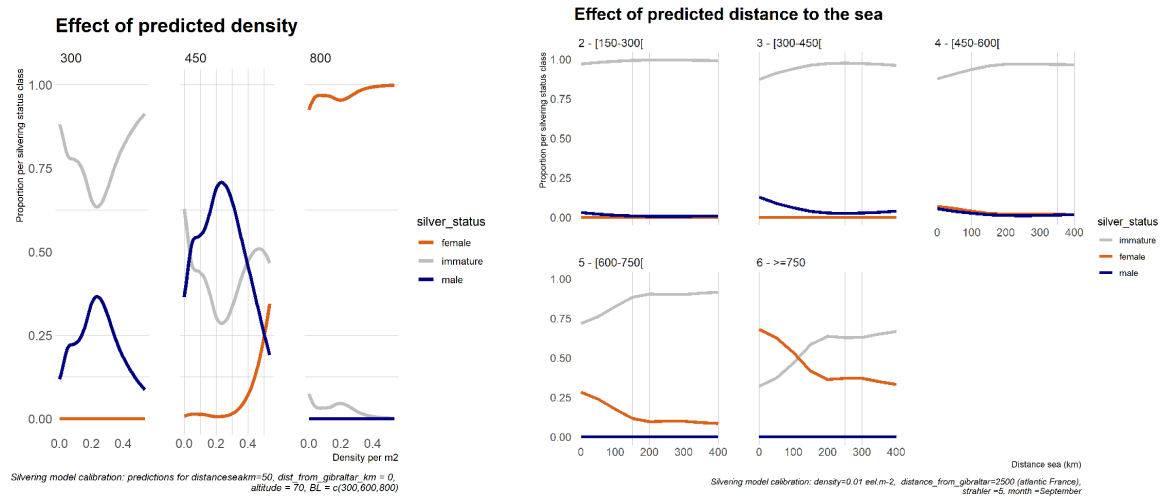 Effect of predicted density
300
450
800
Proportion per silvering status class
1.00
0.75
0.50
0.25
0.00
0.0
0.2
0.4
0.0
0.2
0.4
0.0
0.2
0.4
Density per m2
silver_status
female
immature
male
Silvering model calibration: predictions for distanceseakm=50, dist_from_gibraltar_km = 0,
altitude = 70, BL = c(300,600,800)
Effect of predicted distance to the sea
2 - [150-300[
3 - [300-450[
4 - [450-600[
Proportion per silvering status class
1.00
0.75
0.50
0.25
0.00
0
100
200
300
400
5 - [600-750[
6 - >=750
1.00
0.75
0.50
0.25
0.00
0
100
200
300
400
0
100
200
300
400
Distance sea (km)
silver_status
immature
female
male
Silvering model calibration: density=0.01 eel.m-2, distance_from_gibraltar=2500 (atlantic France),
strahler =5, month =September